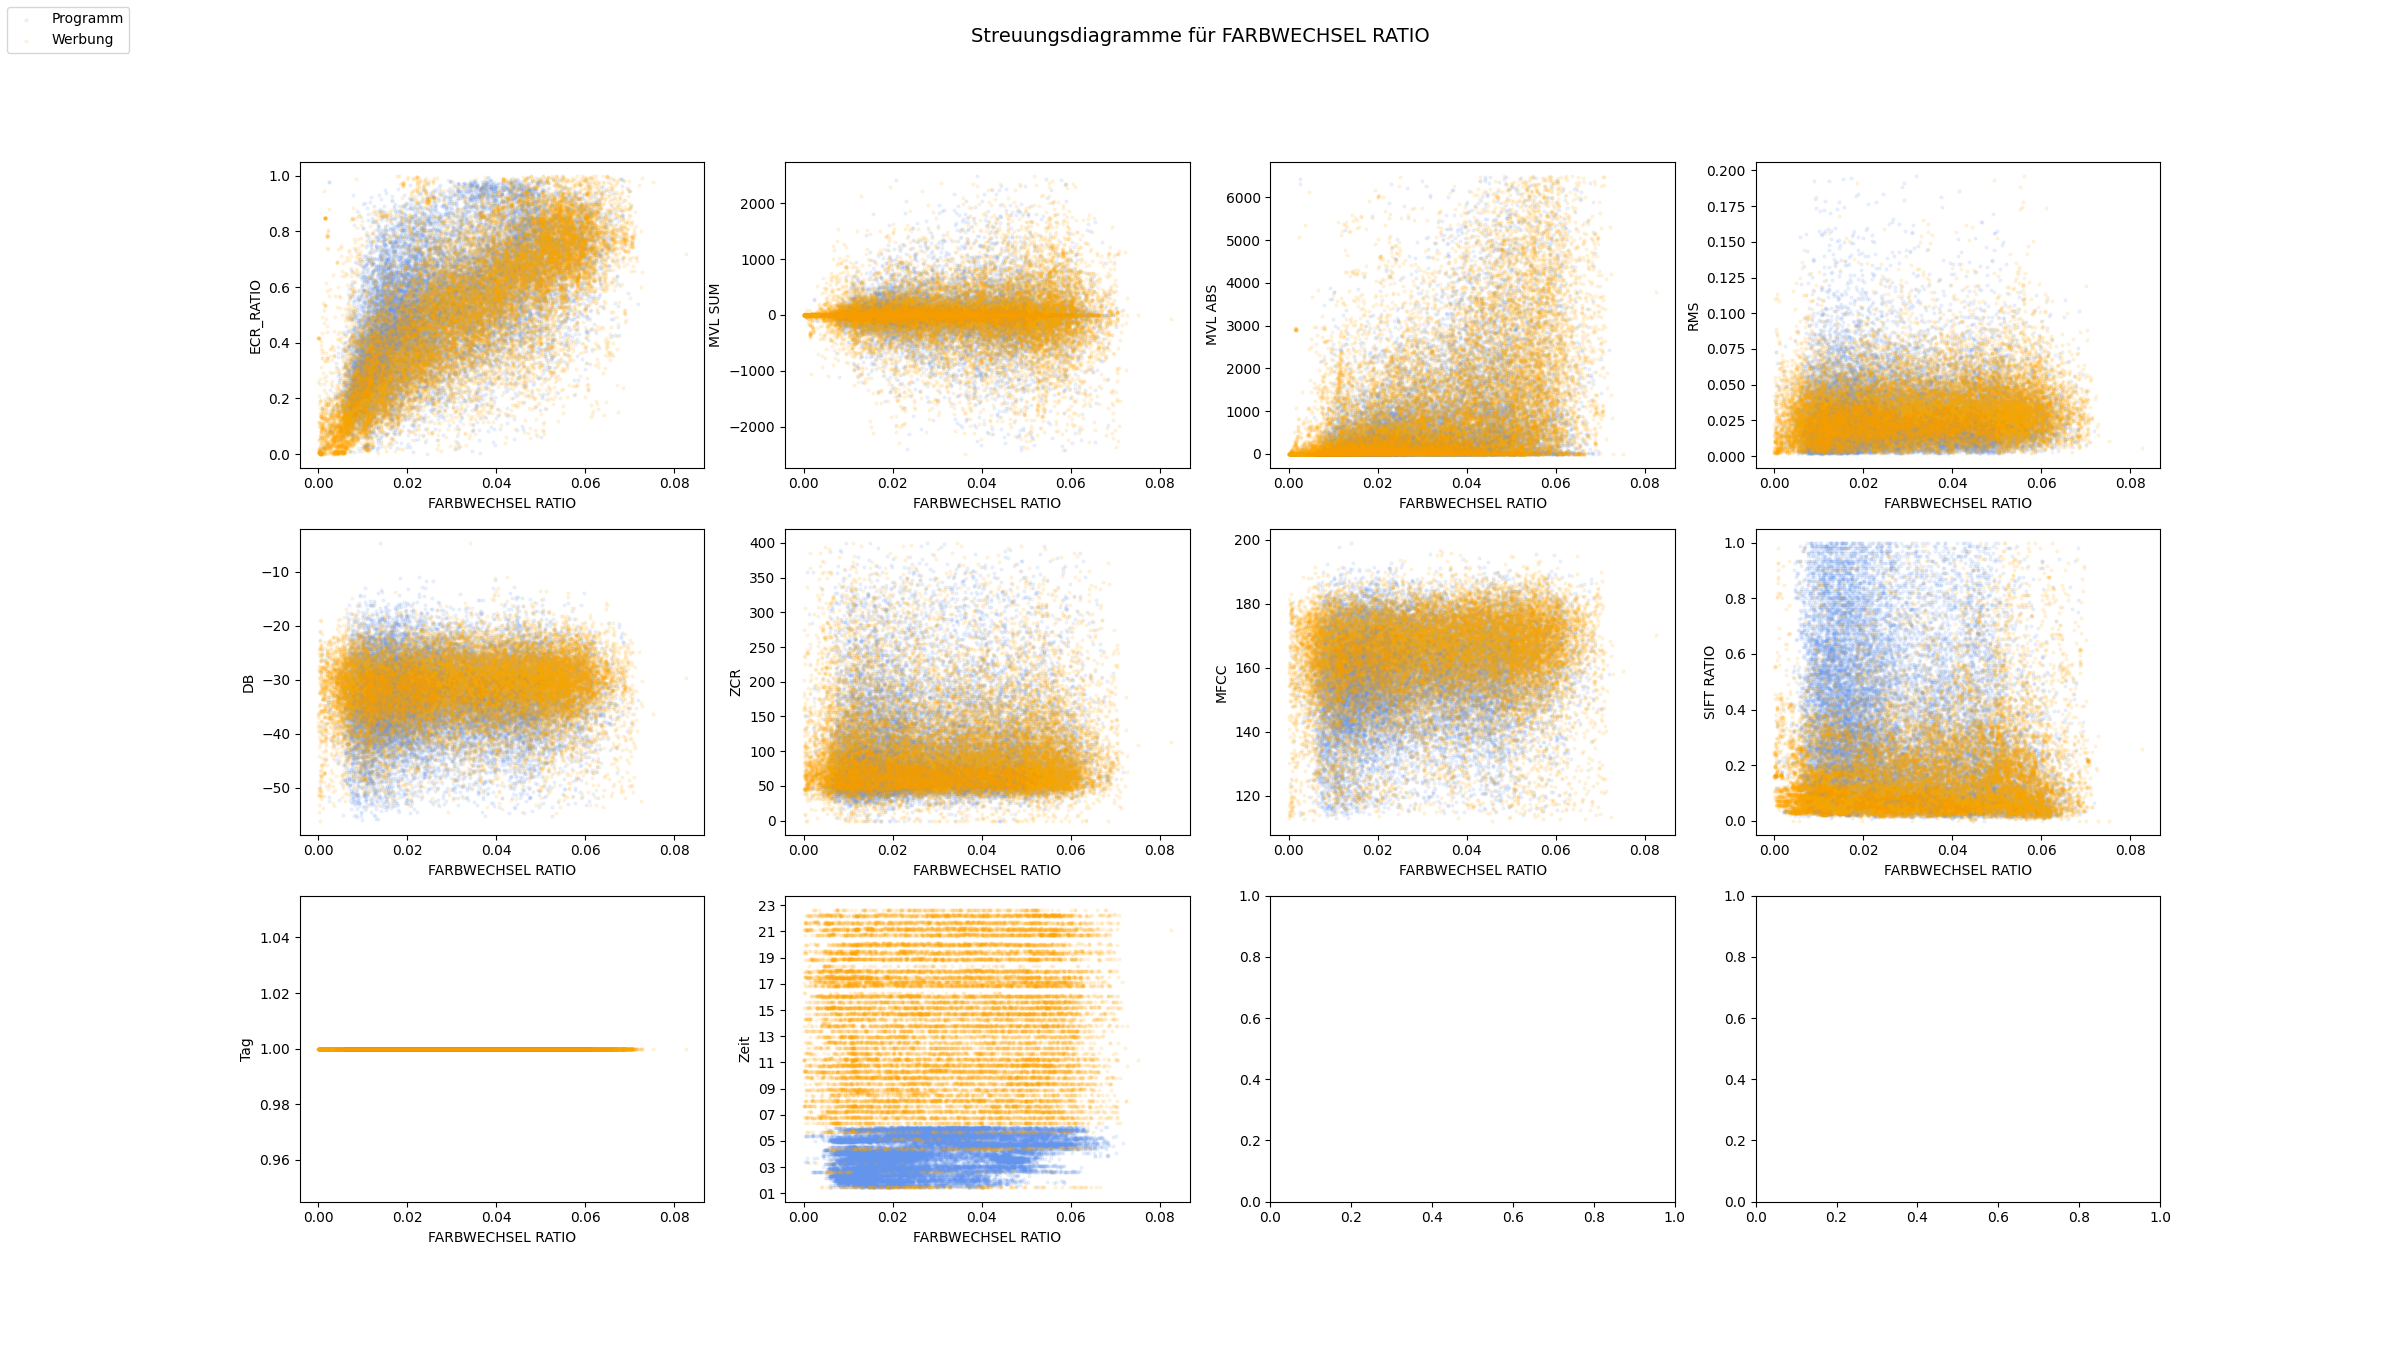 Programm
Werbung
Streuungsdiagramme für FARBWECHSEL RATIO
1.0
0.8
0.6
0.4
0.2
0.0
ECR_RATIO
0.00 0.02 0.04 0.06 0.08
FARBWECHSEL RATIO
2000
1000
0
−1000
−2000
MVL SUM
0.00 0.02 0.04 0.06 0.08
FARBWECHSEL RATIO
6000
5000
4000
3000
2000
1000
0
MVL ABS
0.00 0.02 0.04 0.06 0.08
FARBWECHSEL RATIO
0.200
0.175
0.150
0.125
0.100
0.075
0.050
0.025
0.000
RMS
0.00 0.02 0.04 0.06 0.08
FARBWECHSEL RATIO
−10
−20
−30
−40
−50
DB
0.00 0.02 0.04 0.06 0.08
FARBWECHSEL RATIO
400
350
300
250
200
150
100
50
0
ZCR
0.00 0.02 0.04 0.06 0.08
FARBWECHSEL RATIO
200
180
160
140
120
MFCC
0.00 0.02 0.04 0.06 0.08
FARBWECHSEL RATIO
1.0
0.8
0.6
0.4
0.2
0.0
SIFT RATIO
0.00 0.02 0.04 0.06 0.08
FARBWECHSEL RATIO
1.04
1.02
1.00
0.98
0.96
Tag
0.00 0.02 0.04 0.06 0.08
FARBWECHSEL RATIO
23
21
19
17
15
13
11
09
07
05
03
01
Zeit
0.00 0.02 0.04 0.06 0.08
FARBWECHSEL RATIO
1.0
0.8
0.6
0.4
0.2
0.0
0.0 0.2 0.4 0.6 0.8 1.0
1.0
0.8
0.6
0.4
0.2
0.0
0.0 0.2 0.4 0.6 0.8 1.0